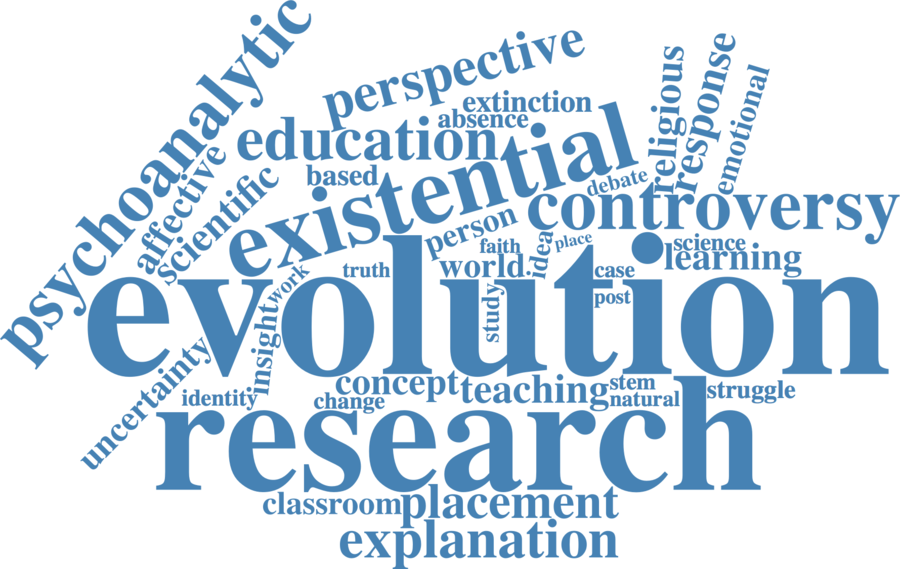 psychoanalytic
perspective
religious
response
emotional
extinction
absence
education
affective
scientific
based
existential
debate
controversy
person
faith
idea
place
science
learning
world
truth
work
insight
study
case
post
evolution
uncertainty
identity
change
concept
teaching
stem
natural
struggle
research
classroom
placement
explanation